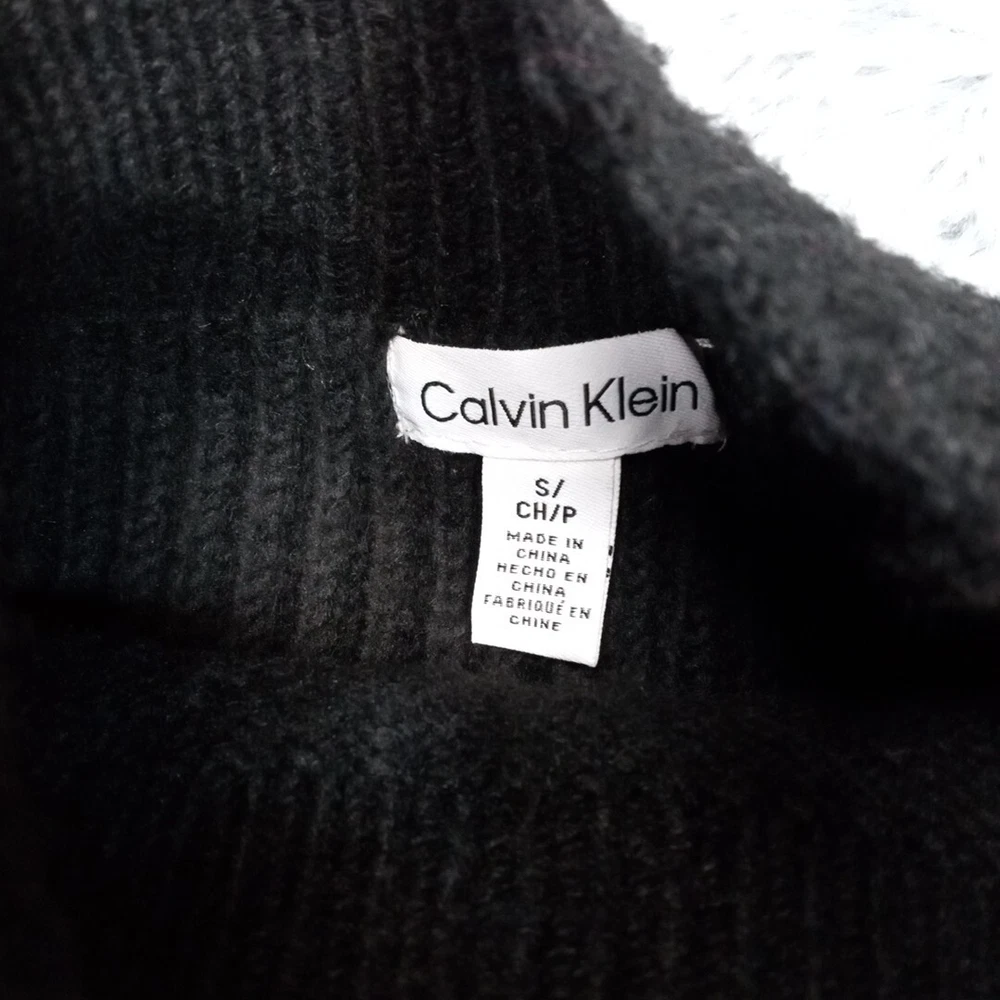 Calvin Klein
S/
CH/P
MADE IN
CHINA
HECHO EN
CHINA
FABRIQUÉ EN
CHINE